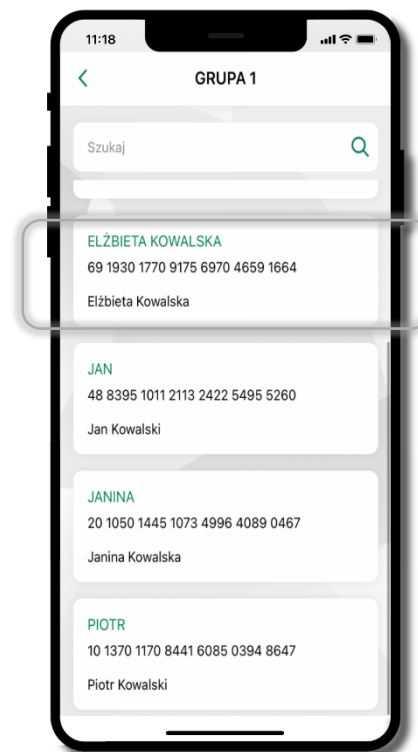 11:18
GRUPA 1
Szukaj
ELŻBIETA KOWALSKA
69 1930 1770 9175 6970 4659 1664
Elżbieta Kowalska
JAN
48 8395 1011 2113 2422 5495 5260
Jan Kowalski
JANINA
20 1050 1445 1073 4996 4089 0467
Janina Kowalska
PIOTR
10 1370 1170 8441 6085 0394 8647
Piotr Kowalski